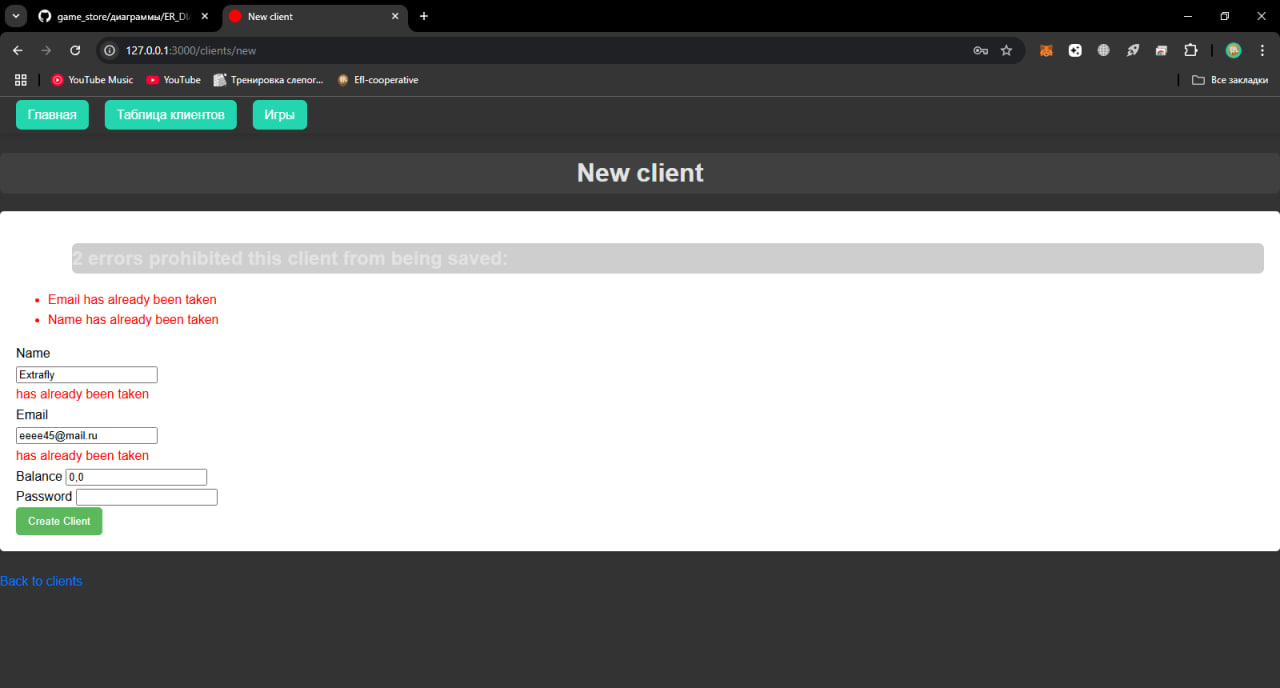 game_store/диаграммы/ER_DI
New client
127.0.0.1:3000/clients/new
YouTube Music
YouTube
Тренировка слепог...
Efl-cooperative
Все закладки
Главная
Таблица клиентов
Игры
New client
2 errors prohibited this client from being saved:
Email has already been taken
Name has already been taken
Name
Extrafly
has already been taken
Email
eeee45@mail.ru
has already been taken
Balance 0,0
Password
Create Client
Back to clients